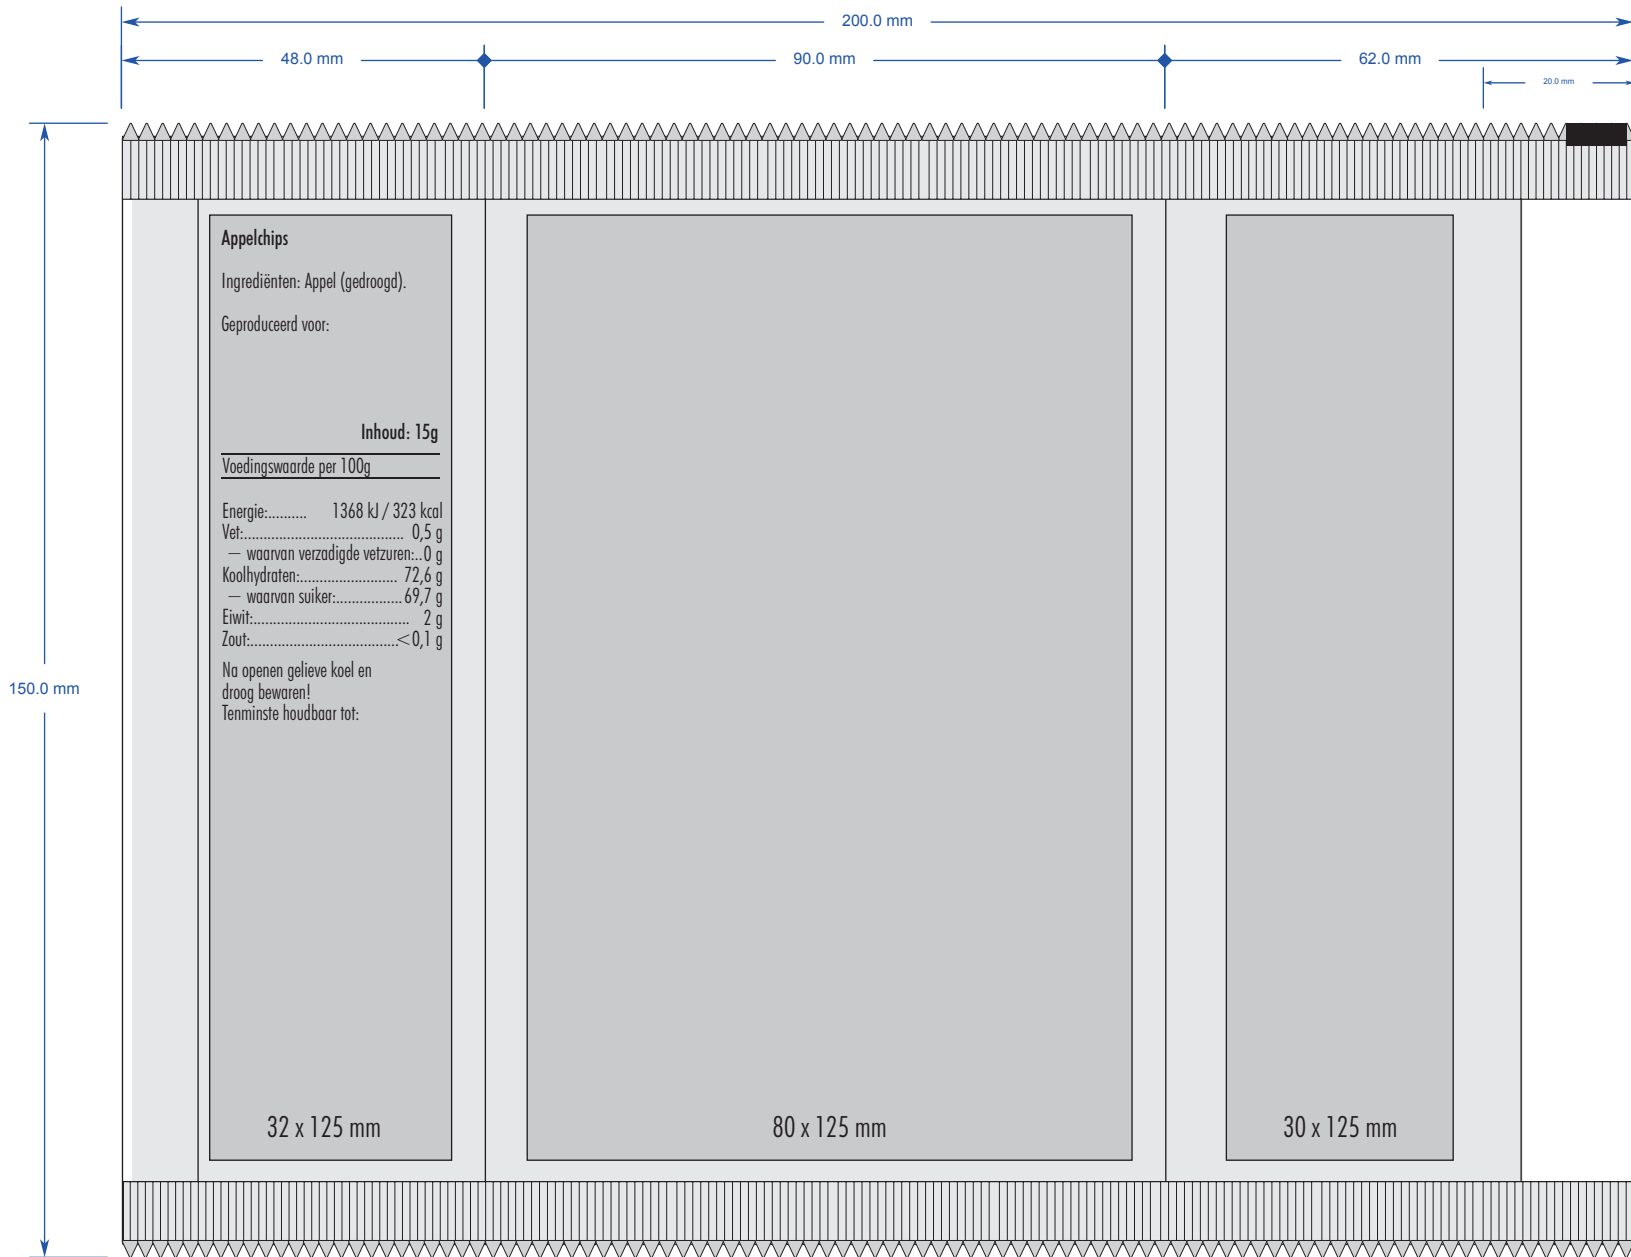 200.0 mm
48.0 mm
90.0 mm
62.0 mm
20.0 mm
150.0 mm
Appelchips
Ingrediënten: Appel (gedroogd).
Geproduceerd voor:
Inhoud: 15g
Voedingswaarde per 100g
Energie:.......... 1368 kJ / 323 kcal
Vet:......................................... 0,5 g
– waarvan verzadigde vetzuren:..0 g
Koolhydraten:......................... 72,6 g
– waarvan suiker:.................69,7 g
Eiwit:........................................ 2 g
Zout:......................................<0,1 g
Na openen gelieve koel en
droog bewaren!
Tenminste houdbaar tot:
32 x 125 mm
80 x 125 mm
30 x 125 mm